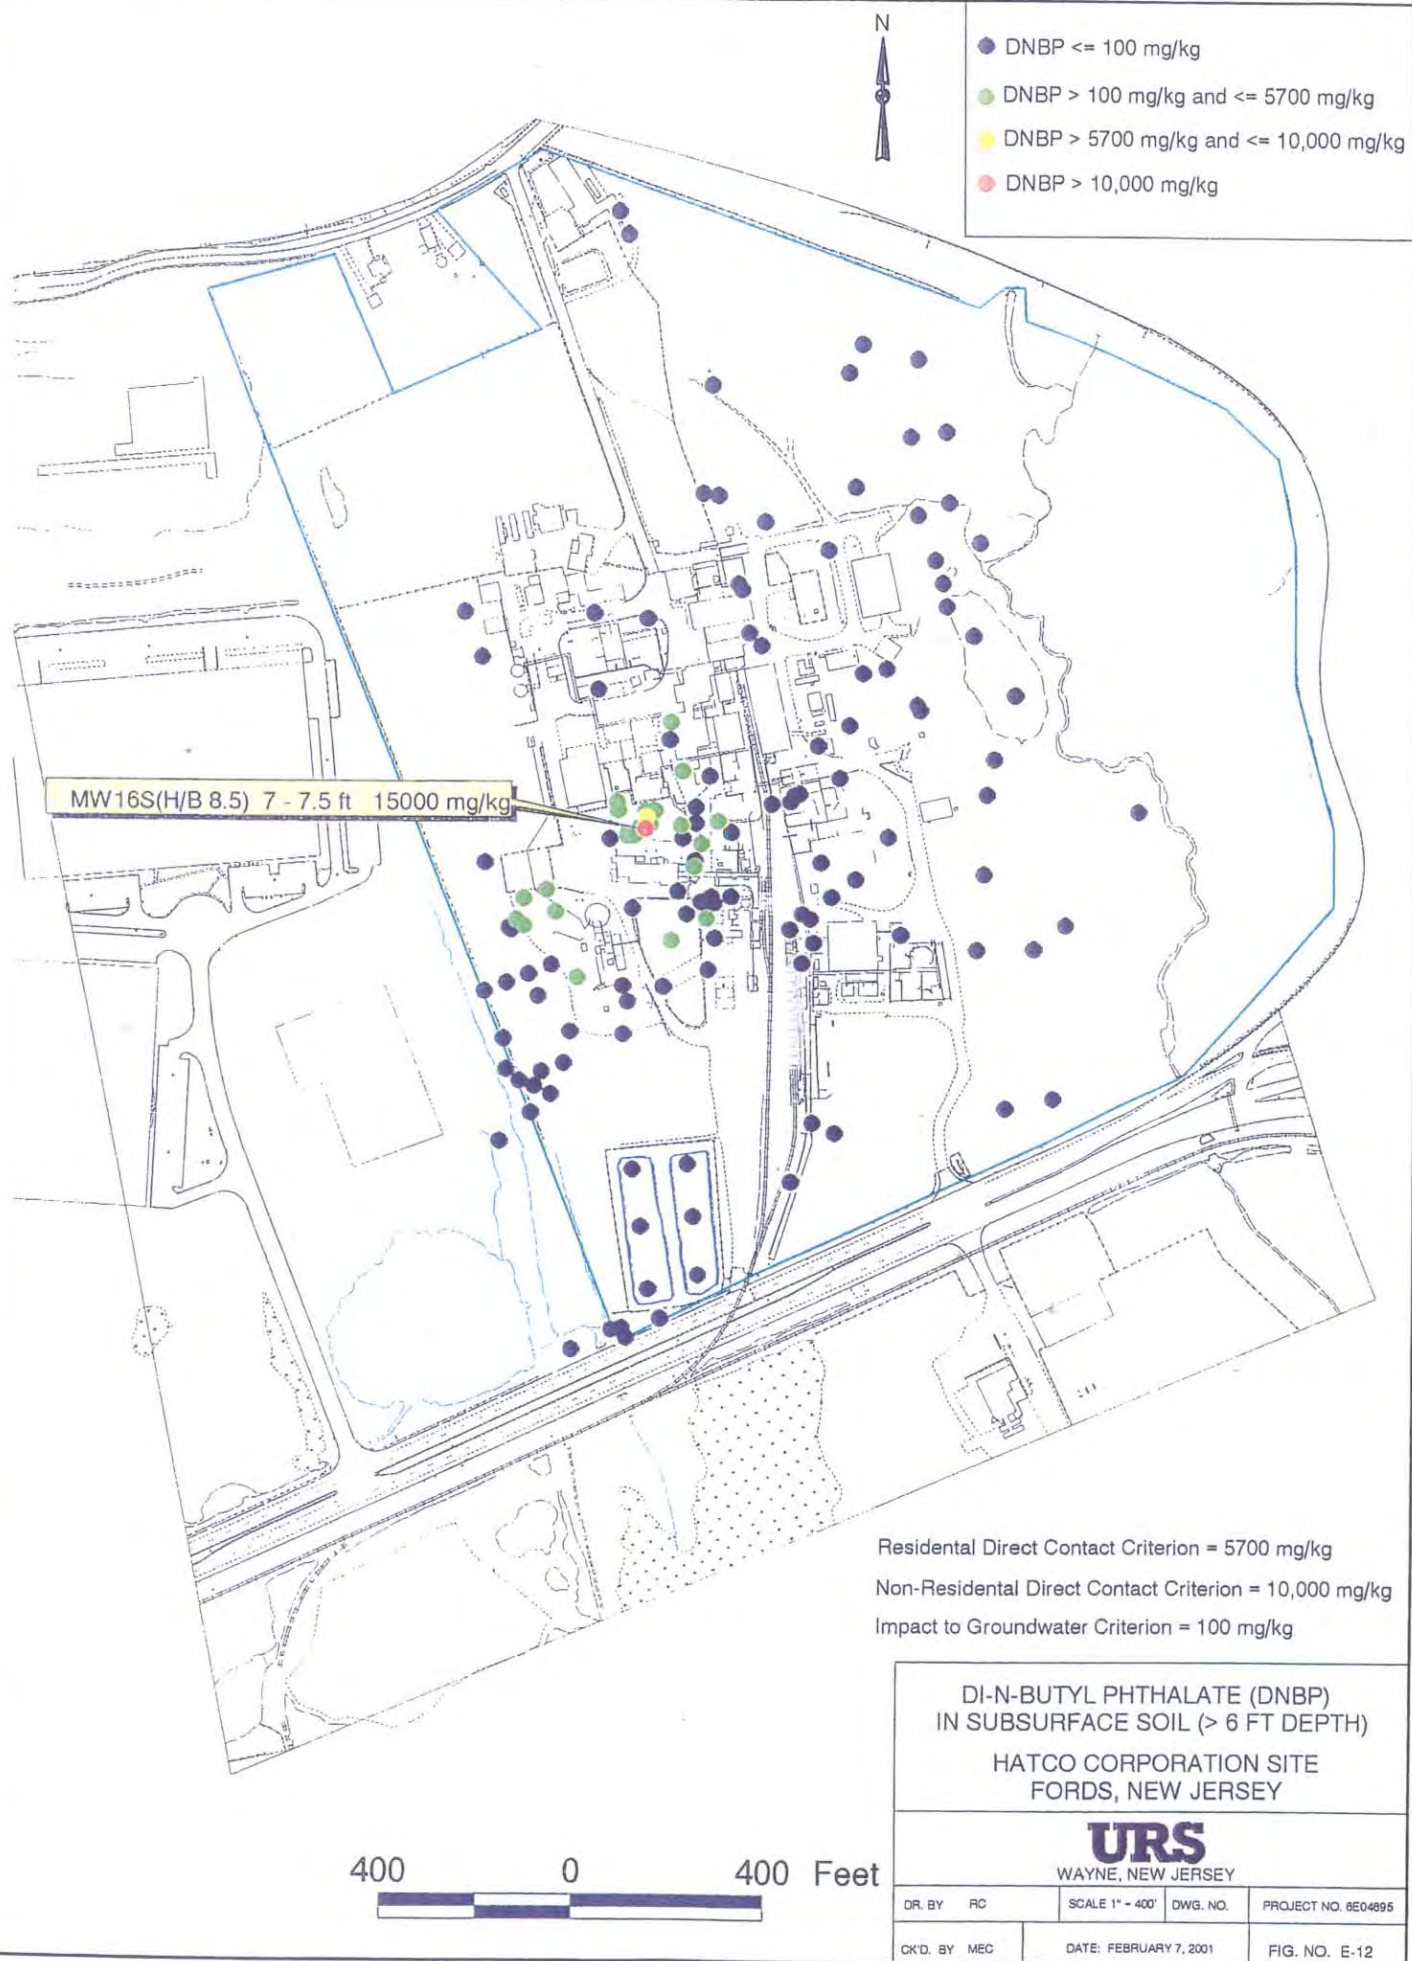 N
DNBP <= 100 mg/kg
DNBP > 100 mg/kg and <= 5700 mg/kg
DNBP > 5700 mg/kg and <= 10,000 mg/kg
DNBP > 10,000 mg/kg
MW16S(H/B 8.5) 7 - 7.5 ft 15000 mg/kg
Residental Direct Contact Criterion = 5700 mg/kg
Non-Residental Direct Contact Criterion = 10,000 mg/kg
Impact to Groundwater Criterion = 100 mg/kg
DI-N-BUTYL PHTHALATE (DNBP)
IN SUBSURFACE SOIL (> 6 FT DEPTH)
HATCO CORPORATION SITE
FORDS, NEW JERSEY
URS
WAYNE, NEW JERSEY
400 0 400 Feet
DR. BY RC SCALE 1" - 400' DWG. NO. PROJECT NO. 6E04895
CK'D. BY MEC DATE: FEBRUARY 7, 2001 FIG. NO. E-12